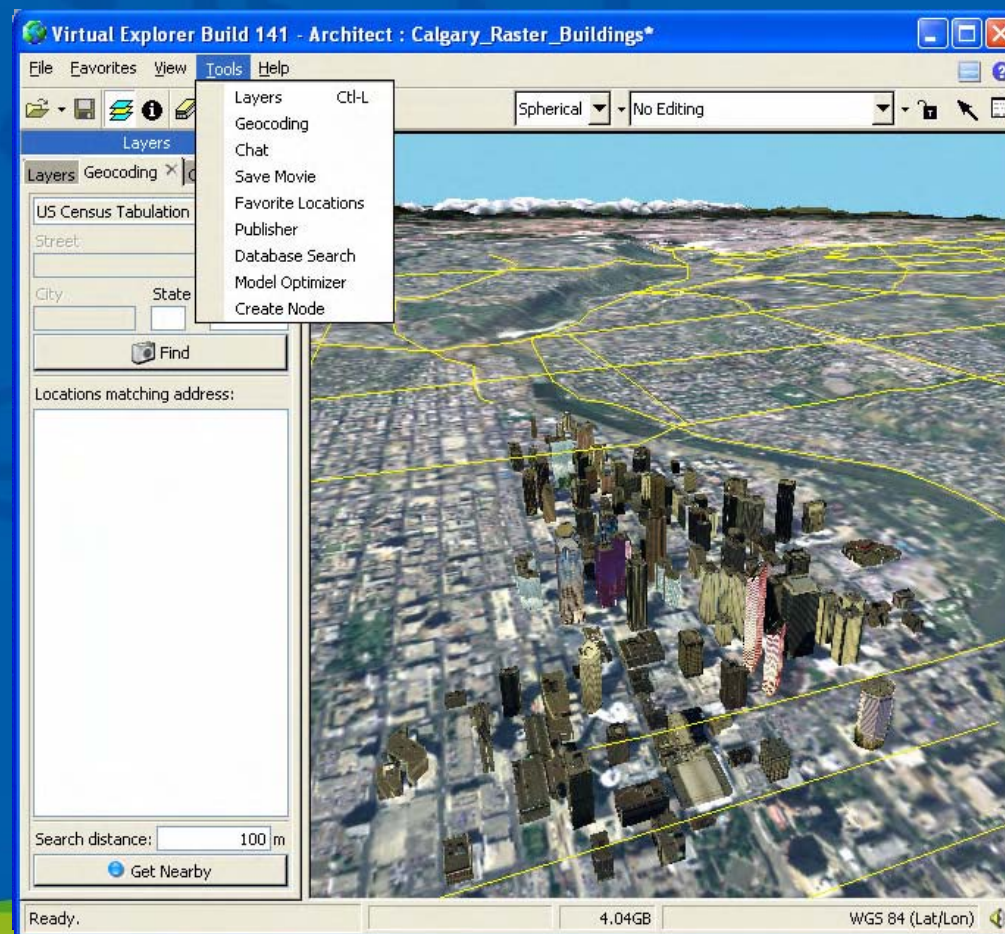 Virtual Explorer Build 141 - Architect : Calgary_Raster_Buildings*
File Favorites View Tools Help
Spherical No Editing
Layers Ctl-L
Geocoding
Chat
Save Movie
Favorite Locations
Publisher
Database Search
Model Optimizer
Create Node
Layers
Layers Geocoding
US Census Tabulation
Street
City State
Find
Locations matching address:
Search distance: 100 m
Get Nearby
Ready. 4.04GB WGS 84 (Lat/Lon)